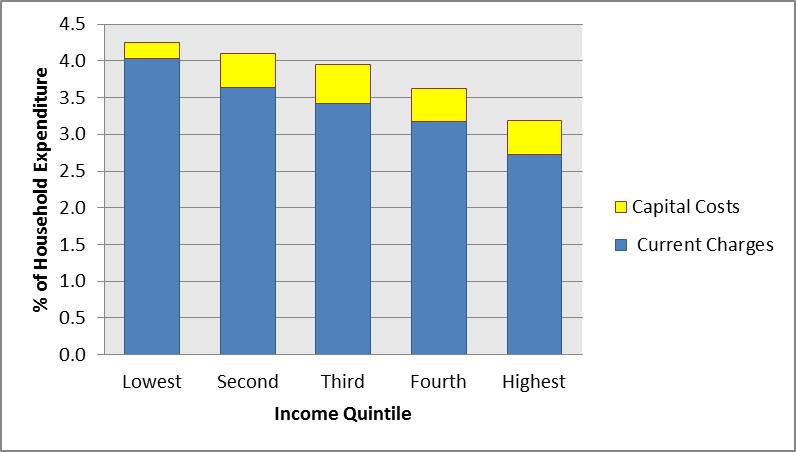 4.5
4.0
3.5
3.0
2.5
2.0
1.5
1.0
0.5
0.0
% of Household Expenditure
Lowest Second Third Fourth Highest
Income Quintile
Capital Costs
Current Charges